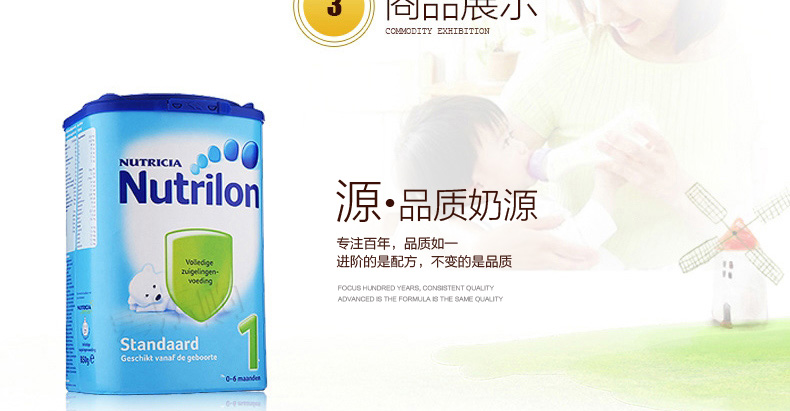 3
商品展示
COMMODITY EXHIBITION
NUTRICIA
Nutrilon
Volledige
zuigelingen-
voeding
Standaard
Geschikt vanaf de geboorte
1
0-6 maanden
850g e
源·品质奶源
专注百年，品质如一
进阶的是配方，不变的是品质
FOCUS HUNDRED YEARS, CONSISTENT QUALITY
ADVANCED IS THE FORMULA IS THE SAME QUALITY